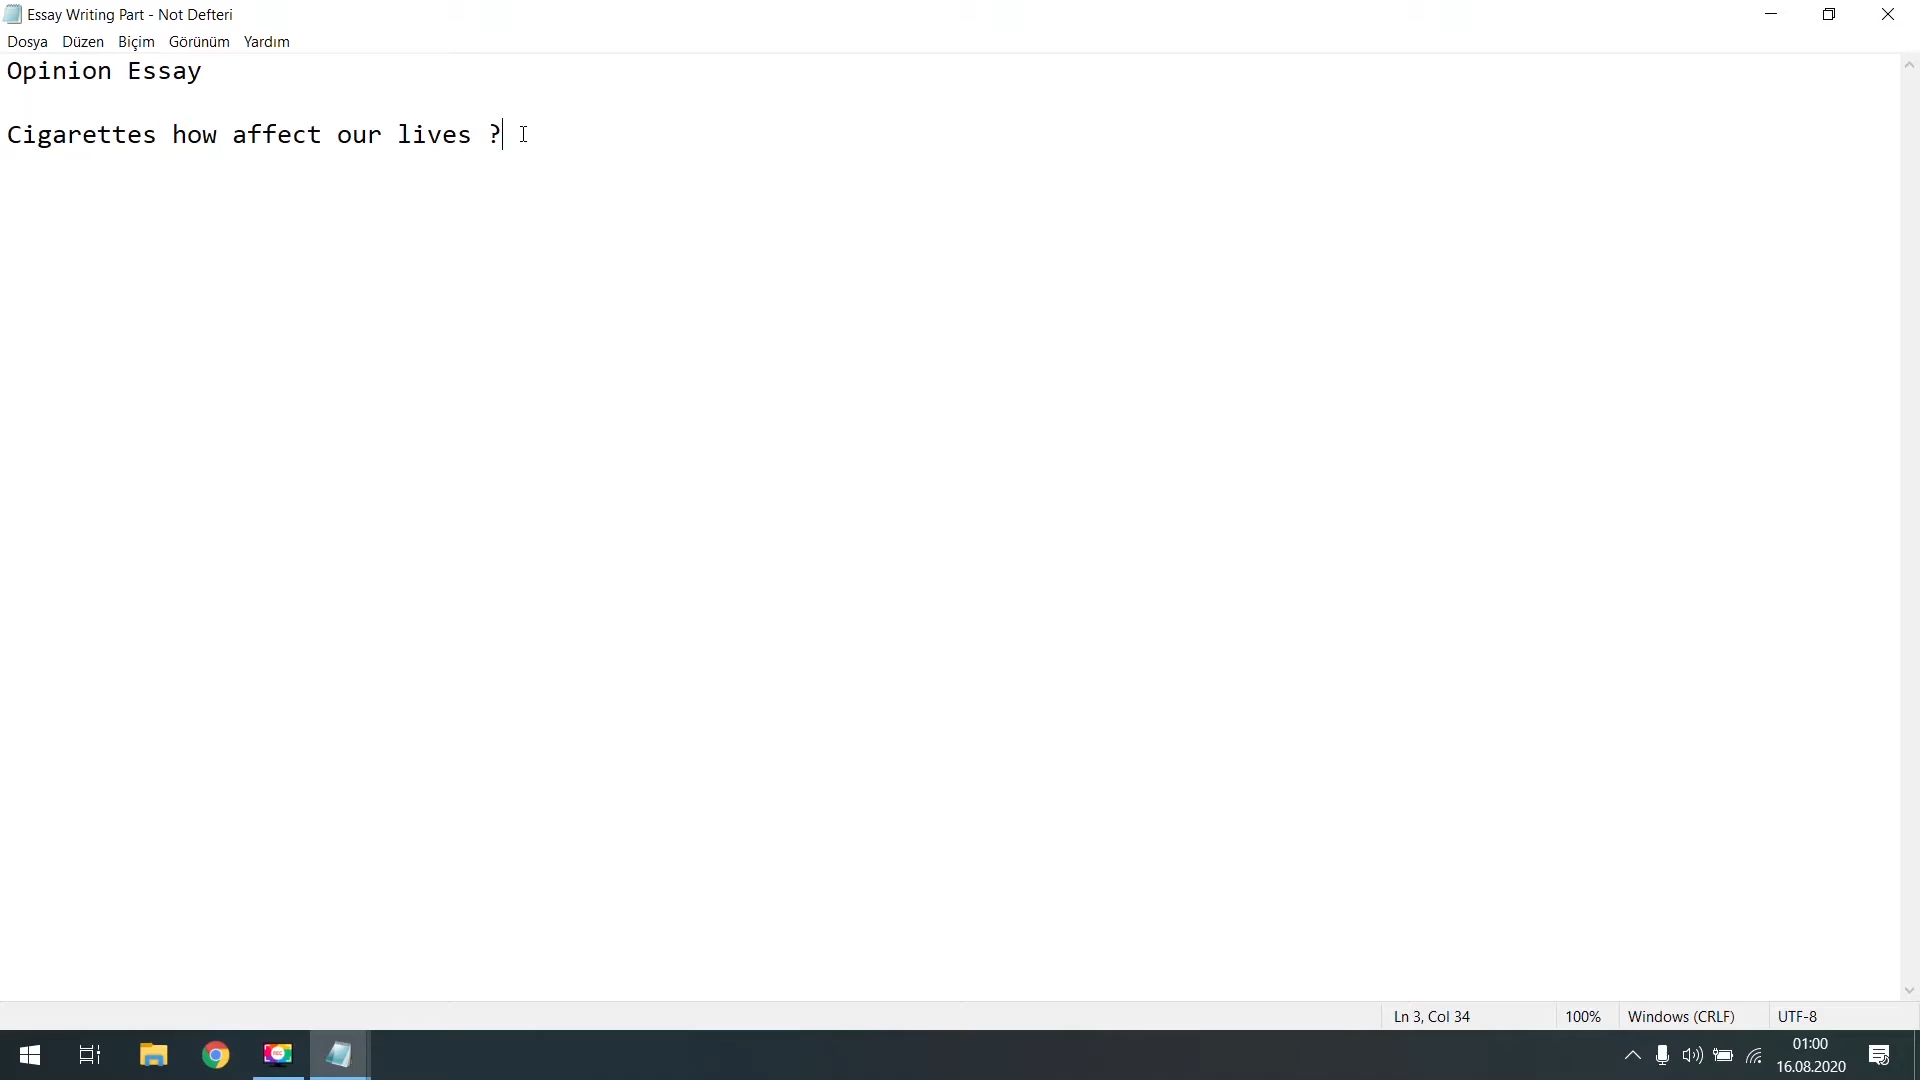 Essay Writing Part - Not Defteri
Dosya Düzen Biçim Görünüm Yardım
Opinion Essay
Cigarettes how affect our lives ?
Ln 3, Col 34 100% Windows (CRLF) UTF-8
01:00
16.08.2020